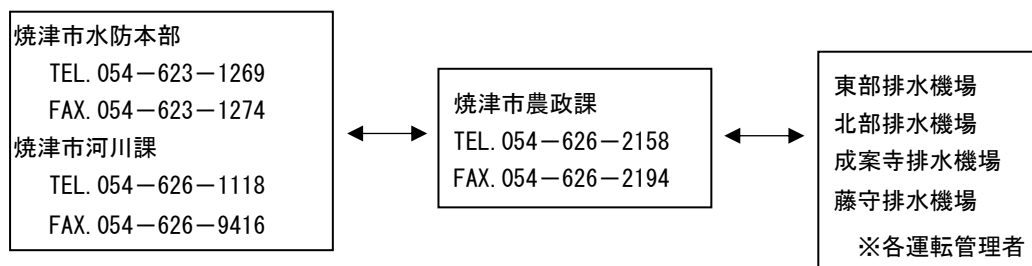 焼津市水防本部
TEL.054－623－1269
FAX.054－623－1274
焼津市河川課
TEL.054－626－1118
FAX.054－626－9416
焼津市農政課
TEL.054－626－2158
FAX.054－626－2194
東部排水機場
北部排水機場
成案寺排水機場
藤守排水機場
※各運転管理者